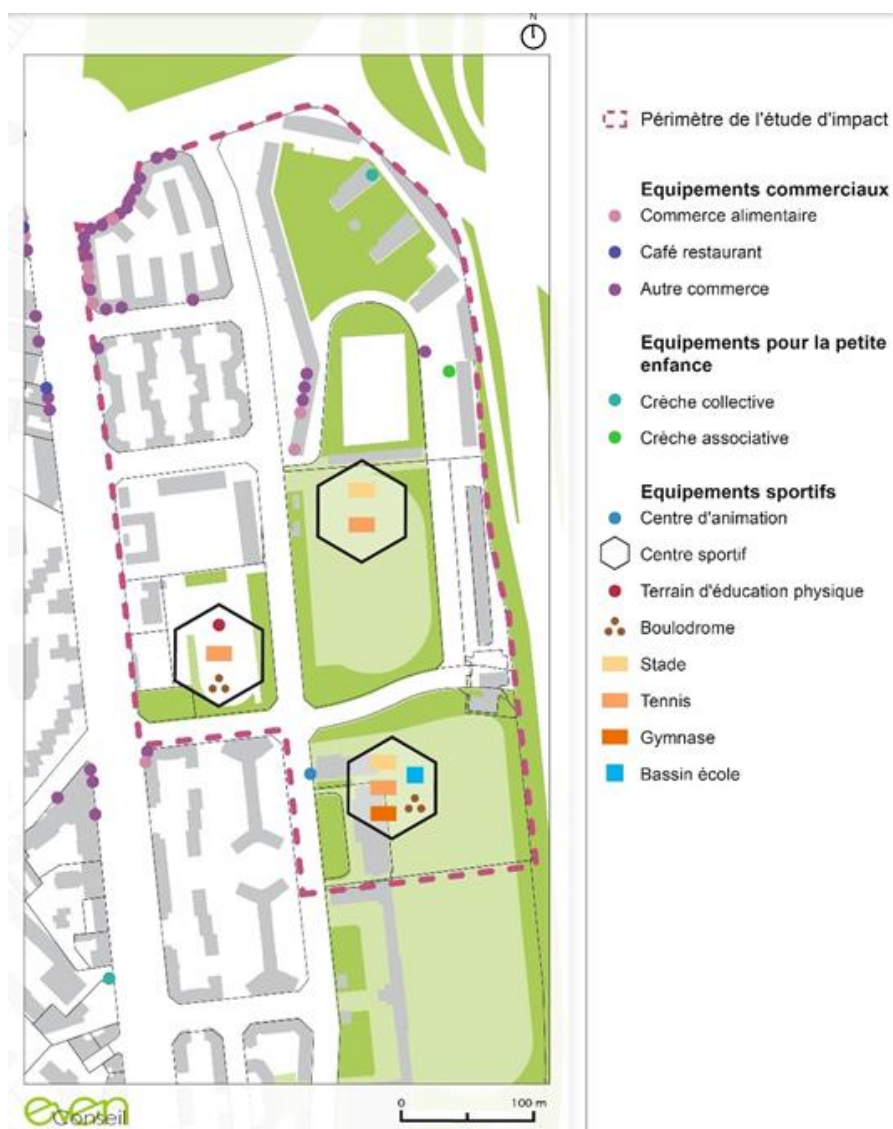 N
Périmètre de l'étude d'impact
Equipements commerciaux
Commerce alimentaire
Café restaurant
Autre commerce
Equipements pour la petite
enfance
Crèche collective
Crèche associative
Equipements sportifs
Centre d'animation
Centre sportif
Terrain d'éducation physique
Boulodrome
Stade
Tennis
Gymnase
Bassin école
even
Conseil
0 100 m